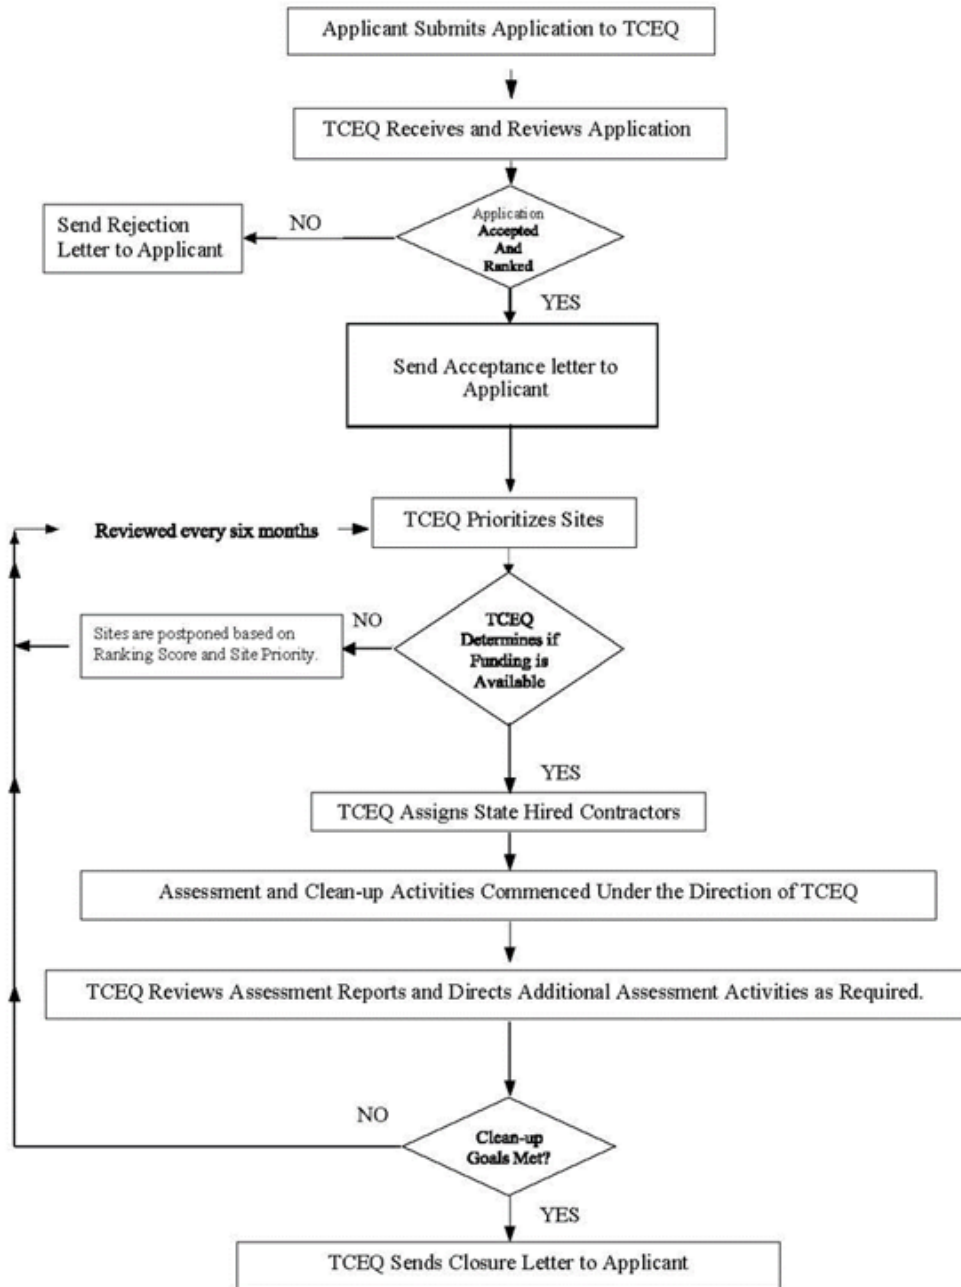 Applicant Submits Application to TCEQ
TCEQ Receives and Reviews Application
Application
Accepted
And
Ranked
NO
Send Rejection
Letter to Applicant
YES
Send Acceptance letter to
Applicant
Reviewed every six months
TCEQ Prioritizes Sites
TCEQ
Determines if
Funding is
Available
NO
Sites are postponed based on
Ranking Score and Site Priority.
YES
TCEQ Assigns State Hired Contractors
Assessment and Clean-up Activities Commenced Under the Direction of TCEQ
TCEQ Reviews Assessment Reports and Directs Additional Assessment Activities as Required.
NO
Clean-up
Goals Met?
YES
TCEQ Sends Closure Letter to Applicant